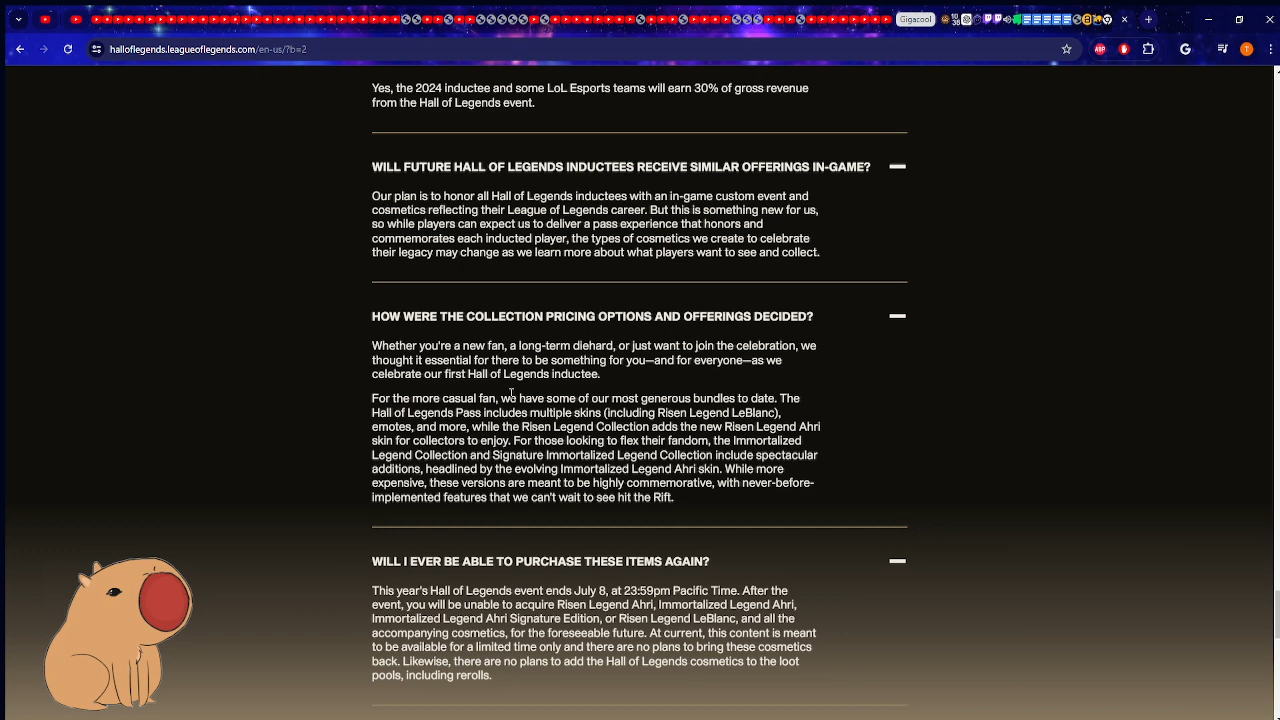 Gigacool
halloflegends.leagueoflegends.com/en-us/?b=2
ABP
T
Yes, the 2024 inductee and some LoL Esports teams will earn 30% of gross revenue
from the Hall of Legends event.
WILL FUTURE HALL OF LEGENDS INDUCTEES RECEIVE SIMILAR OFFERINGS IN-GAME?
Our plan is to honor all Hall of Legends inductees with an in-game custom event and
cosmetics reflecting their League of Legends career. But this is something new for us,
so while players can expect us to deliver a pass experience that honors and
commemorates each inducted player, the types of cosmetics we create to celebrate
their legacy may change as we learn more about what players want to see and collect.
HOW WERE THE COLLECTION PRICING OPTIONS AND OFFERINGS DECIDED?
Whether you're a new fan, a long-term diehard, or just want to join the celebration, we
thought it essential for there to be something for you—and for everyone—as we
celebrate our first Hall of Legends inductee.
For the more casual fan, we have some of our most generous bundles to date. The
Hall of Legends Pass includes multiple skins (including Risen Legend LeBlanc),
emotes, and more, while the Risen Legend Collection adds the new Risen Legend Ahri
skin for collectors to enjoy. For those looking to flex their fandom, the Immortalized
Legend Collection and Signature Immortalized Legend Collection include spectacular
additions, headlined by the evolving Immortalized Legend Ahri skin. While more
expensive, these versions are meant to be highly commemorative, with never-before-
implemented features that we can't wait to see hit the Rift.
WILL I EVER BE ABLE TO PURCHASE THESE ITEMS AGAIN?
This year's Hall of Legends event ends July 8, at 23:59pm Pacific Time. After the
event, you will be unable to acquire Risen Legend Ahri, Immortalized Legend Ahri,
Immortalized Legend Ahri Signature Edition, or Risen Legend LeBlanc, and all the
accompanying cosmetics, for the foreseeable future. At current, this content is meant
to be available for a limited time only and there are no plans to bring these cosmetics
back. Likewise, there are no plans to add the Hall of Legends cosmetics to the loot
pools, including rerolls.